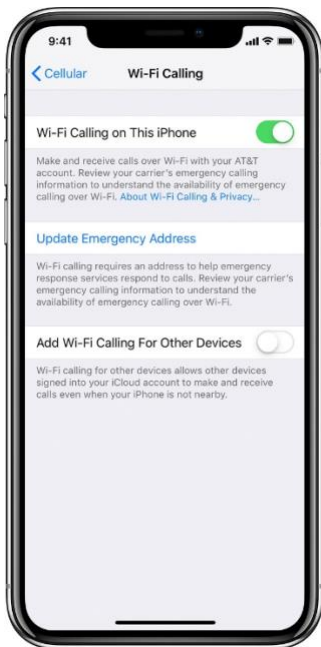 9:41
Cellular
Wi-Fi Calling
Wi-Fi Calling on This iPhone
Make and receive calls over Wi-Fi with your AT&T
account. Review your carrier's emergency calling
information to understand the availability of emergency
calling over Wi-Fi. About Wi-Fi Calling & Privacy...
Update Emergency Address
Wi-Fi calling requires an address to help emergency
response services respond to calls. Review your carrier's
emergency calling information to understand the
availability of emergency calling over Wi-Fi.
Add Wi-Fi Calling For Other Devices
Wi-Fi calling for other devices allows other devices
signed into your iCloud account to make and receive
calls even when your iPhone is not nearby.